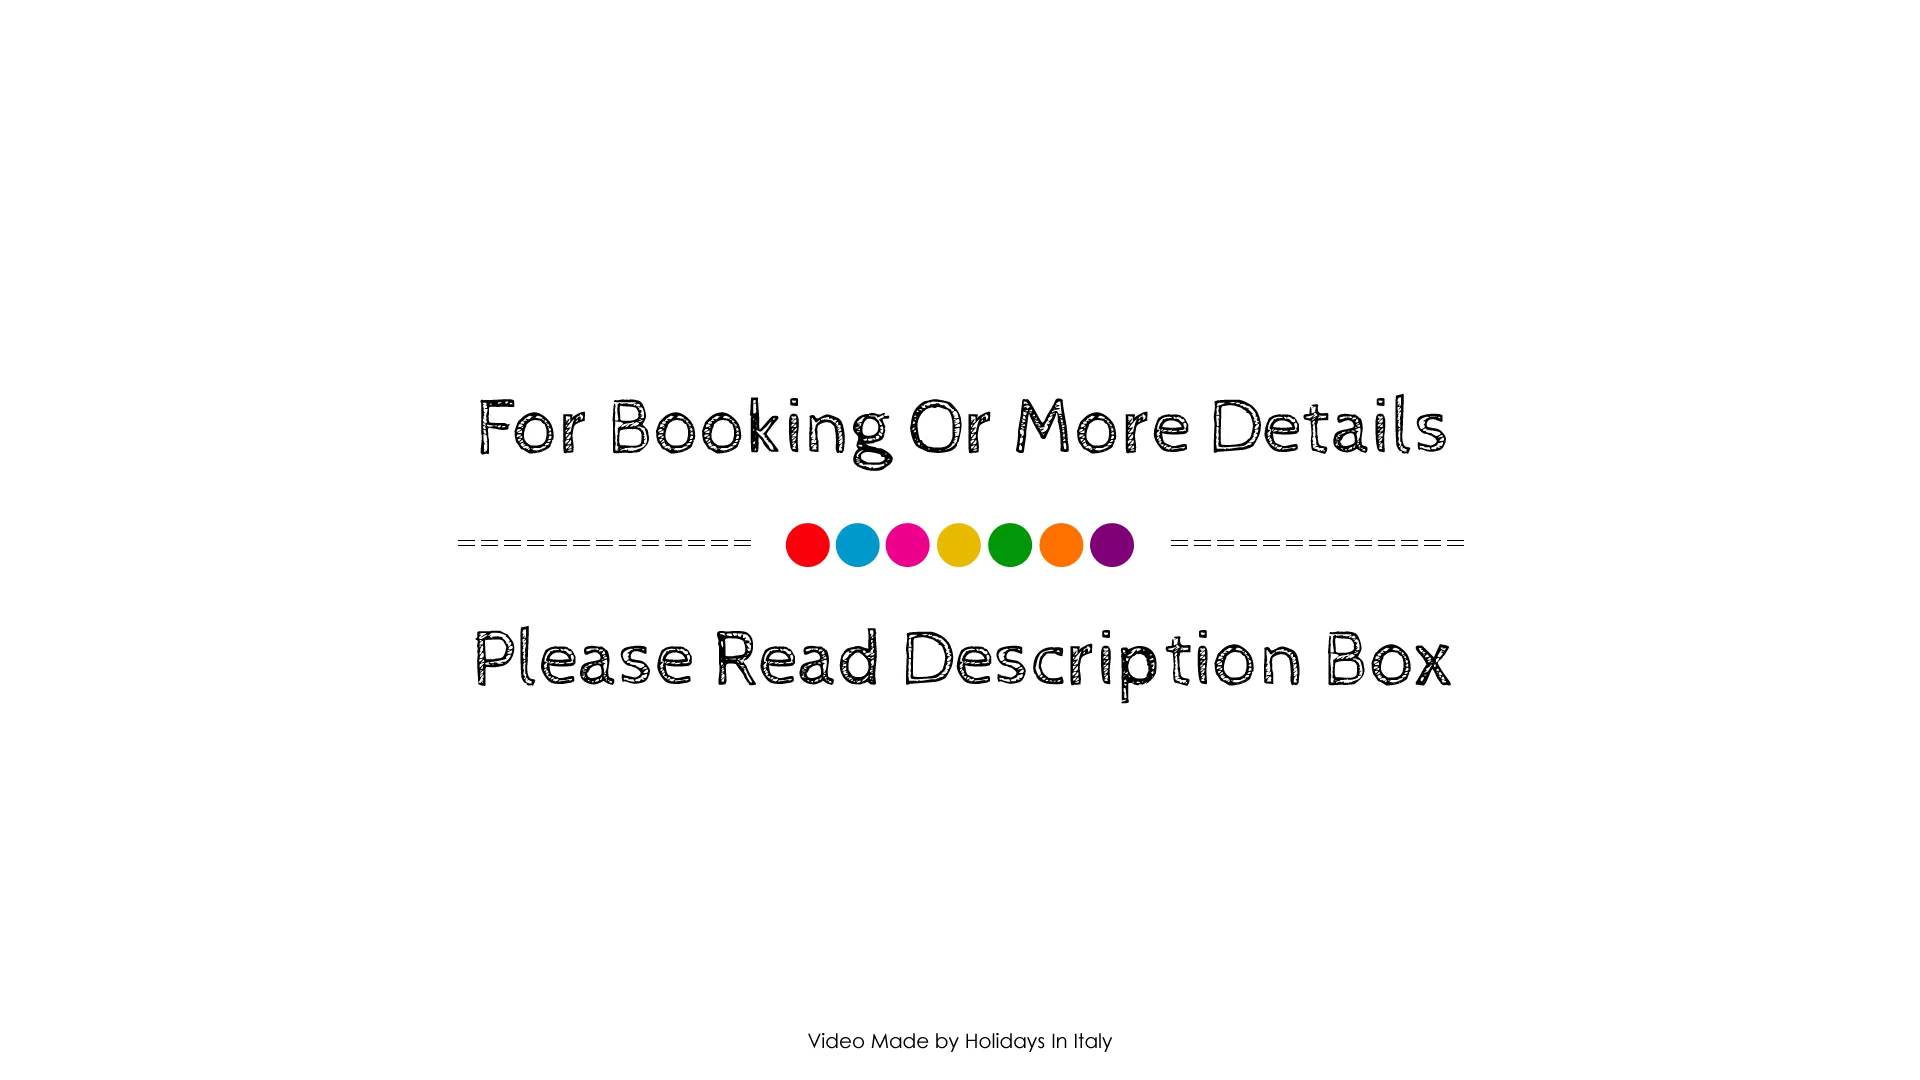 For Booking Or More Details
============= =============
Please Read Description Box
Video Made by Holidays In Italy